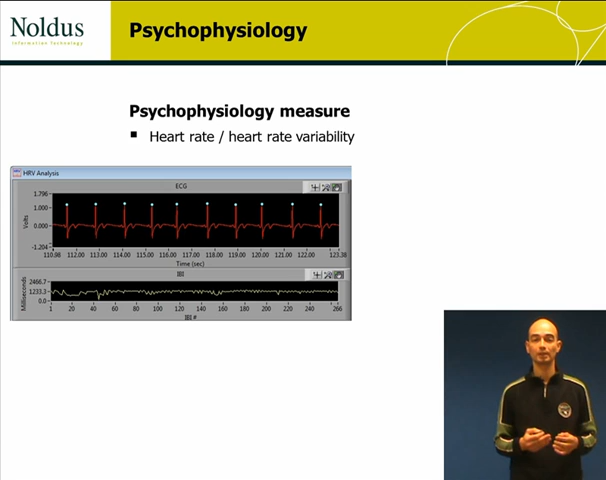 Noldus
Information Technology
Psychophysiology
Psychophysiology measure
■ Heart rate / heart rate variability
HRV Analysis
ECG
1.796
1.000
0.000
-1.204
Volts
110.98 112.00 113.00 114.00 115.00 116.00 117.00 118.00 119.00 120.00 121.00 122.00 123.38
Time (sec)
IBI
2466.7
1233.3
0.0
Milliseconds
1 20 40 60 80 100 120 140 160 180 200 220 240 266
IBI #